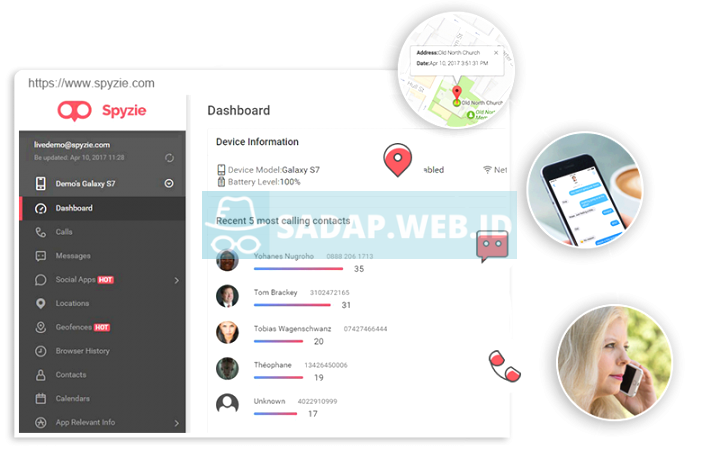 https://www.spyzie.com
Spyzie
livedemo@spyzie.com
Be updated: Apr 10, 2017 11:28
Demo's Galaxy S7
Dashboard
Calls
Messages
Social Apps HOT
Locations
Geofences HOT
Browser History
Contacts
Calendars
App Relevant Info
Dashboard
Device Information
Device Model:Galaxy S7
bled
Net
Battery Level:100%
Recent 5 most calling contacts
SADAP.WEB.ID
Yohanes Nugroho 0888 206 1713
35
Tom Brackey 3102472165
31
Tobias Wagenschwanz 07427466444
20
Théophane 13426450006
19
Unknown 4022910999
17
Address:Old North Church
Date:Apr 10, 2017 3:51:31 PM
Old North Church